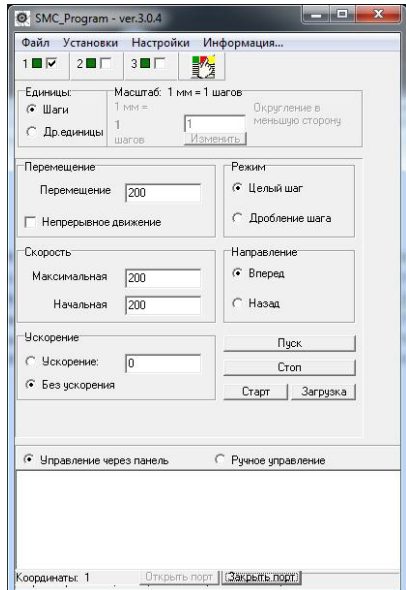 SMC_Program - ver.3.0.4
Файл Установки Настройки Информация...
1 2 3
Единицы: Масштаб: 1 мм = 1 шагов
Шаги 1 мм = Округление в
1 1 меньшую сторону
Др.единицы шагов Изменить
Перемещение Режим
Перемещение 200 Целый шаг
Непрерывное движение Дробление шага
Скорость Направление
Максимальная 200 Вперед
Начальная 200 Назад
Ускорение Пуск
Ускорение: 0 Стоп
Без ускорения Старт Загрузка
Управление через панель Ручное управление
Координаты: 1 Открыть порт Закрыть порт